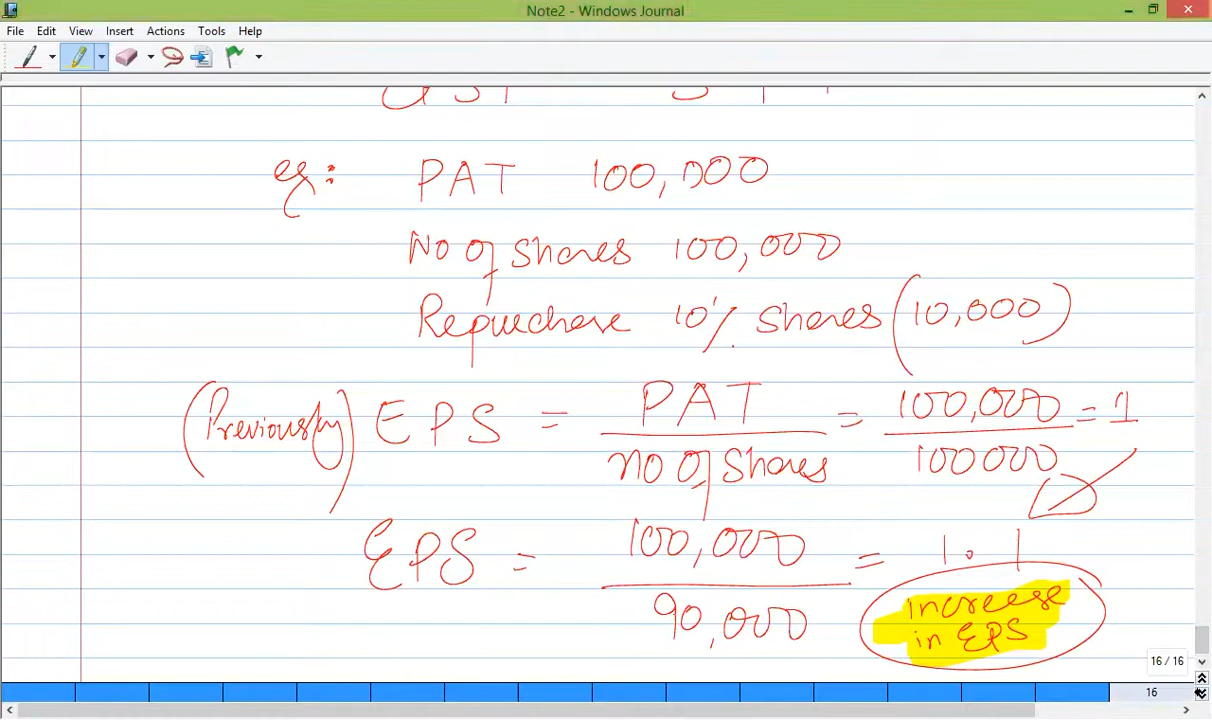 Note2 - Windows Journal
File Edit View Insert Actions Tools Help
eg: PAT 100,000
No of shares 100,000
Repurchase 10% shares (10,000)
(Previously) EPS = PAT / no of shares = 100,000 / 100000 = 1
EPS = 100,000 / 90,000 = 1.1
increase
in EPS
16 / 16
16